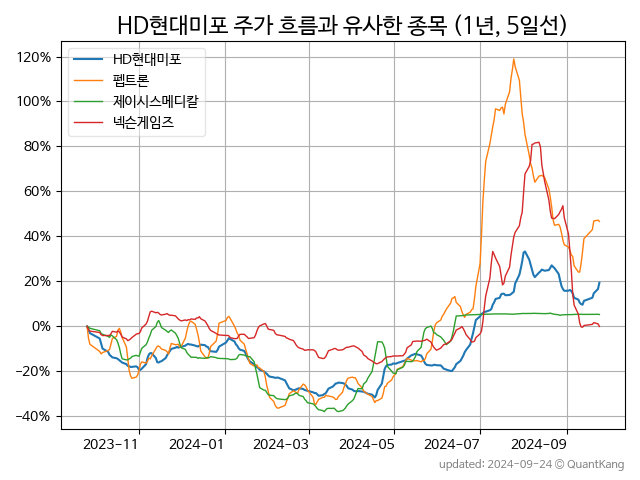 HD현대미포 주가 흐름과 유사한 종목 (1년, 5일선)
HD현대미포
펩트론
제이시스메디칼
넥슨게임즈
120%
100%
80%
60%
40%
20%
0%
−20%
−40%
2023-11
2024-01
2024-03
2024-05
2024-07
2024-09
updated: 2024-09-24 © QuantKang